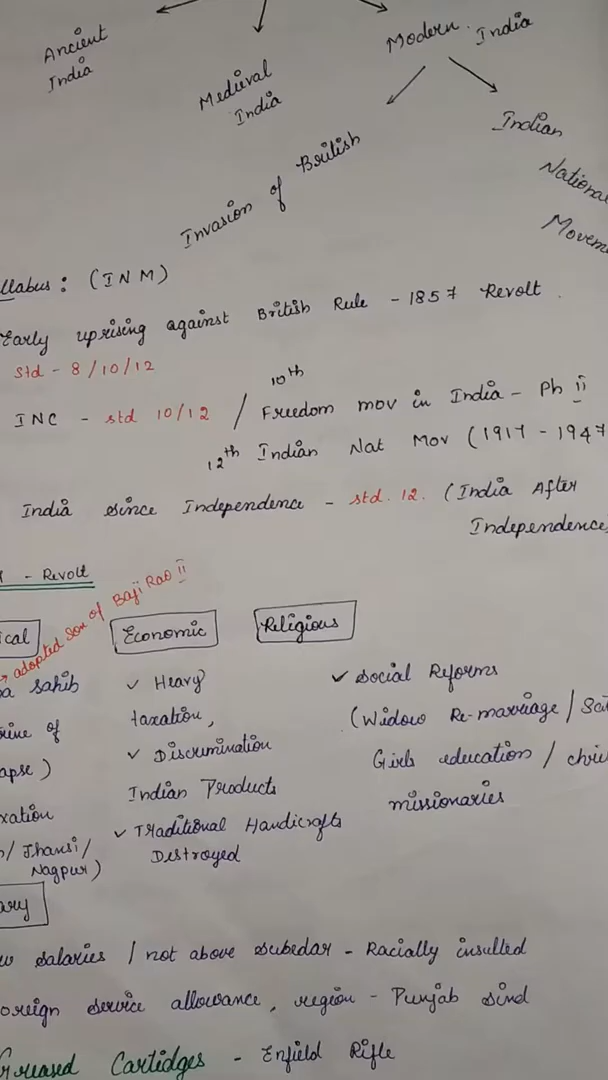 Ancient
India
Medieval
India
Modern India
Invasion of British
Indian
National
Movem
llabus : (INM)
Early uprising against British Rule - 1857 Revolt
Std - 8/10/12
INC - std 10/12 / 10th Freedom mov in India - Ph ii
12th Indian Nat Mov (1917 - 1947
India since Independence - std. 12. (India After
Independence
- Revolt
→ adopted son of Baji Rao ii
ical
Economic
Religious
a Sahib
rine of
apse)
xation
/ Jhansi /
Nagpur)
✓ Heavy
taxation,
✓ Discrimination
Indian Products
✓ Traditional Handicrafts
Destroyed
✓ Social Reforms
(Widow Re-marriage / Sat
Girls education / chri
missionaries
ary
w salaries / not above subedar - Racially insulted
oreign service allowance, region - Punjab Sind
Greased Cartidges - Enfield Rifle